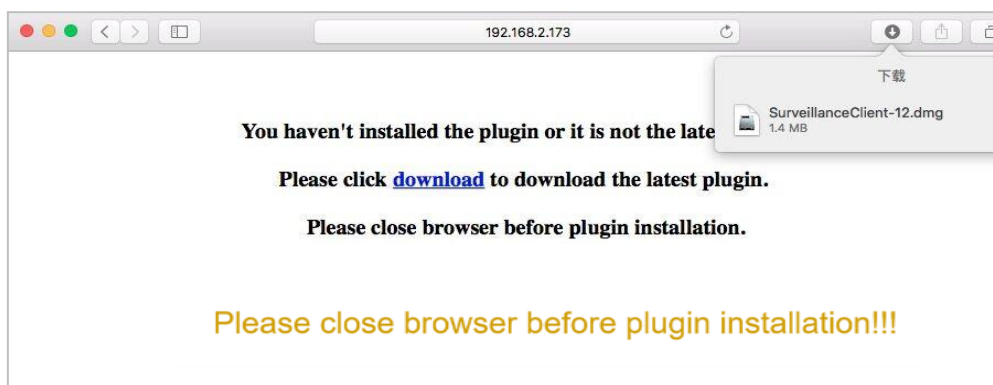 192.168.2.173
下载
SurveillanceClient-12.dmg
1.4 MB
You haven't installed the plugin or it is not the late
Please click download to download the latest plugin.
Please close browser before plugin installation.
Please close browser before plugin installation!!!